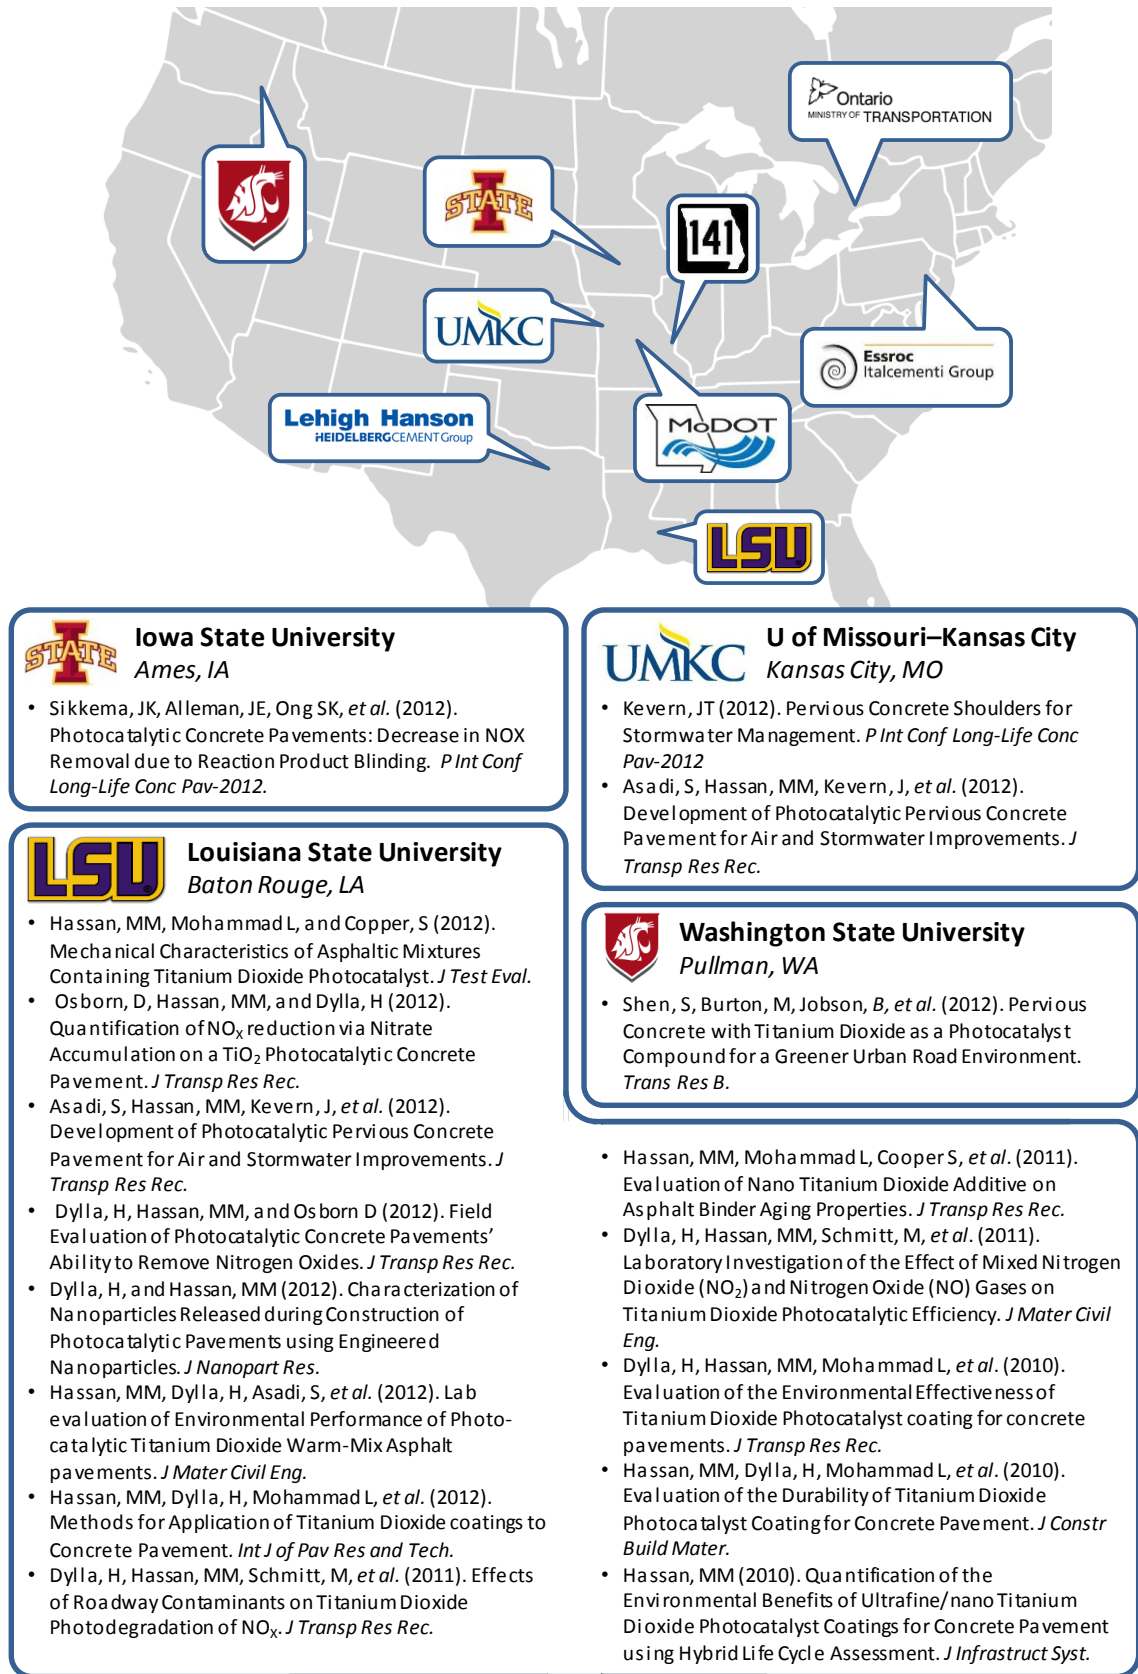 Ontario
MINISTRY OF TRANSPORTATION
STATE
I
141
UMKC
Essroc
Italcementi Group
Lehigh Hanson
HEIDELBERGCEMENT Group
MoDOT
LSU
STATE
I
Iowa State University
Ames, IA
• Sikkema, JK, Alleman, JE, Ong SK, et al. (2012).
Photocatalytic Concrete Pavements: Decrease in NOX
Removal due to Reaction Product Blinding. P Int Conf
Long-Life Conc Pav-2012.
UMKC
U of Missouri–Kansas City
Kansas City, MO
• Kevern, JT (2012). Pervious Concrete Shoulders for
Stormwater Management. P Int Conf Long-Life Conc
Pav-2012
• Asadi, S, Hassan, MM, Kevern, J, et al. (2012).
Development of Photocatalytic Pervious Concrete
Pavement for Air and Stormwater Improvements. J
Transp Res Rec.
Washington State University
Pullman, WA
• Shen, S, Burton, M, Jobson, B, et al. (2012). Pervious
Concrete with Titanium Dioxide as a Photocatalyst
Compound for a Greener Urban Road Environment.
Trans Res B.
LSU
Louisiana State University
Baton Rouge, LA
• Hassan, MM, Mohammad L, and Copper, S (2012).
Mechanical Characteristics of Asphaltic Mixtures
Containing Titanium Dioxide Photocatalyst. J Test Eval.
• Osborn, D, Hassan, MM, and Dylla, H (2012).
Quantification of NOX reduction via Nitrate
Accumulation on a TiO2 Photocatalytic Concrete
Pavement. J Transp Res Rec.
• Asadi, S, Hassan, MM, Kevern, J, et al. (2012).
Development of Photocatalytic Pervious Concrete
Pavement for Air and Stormwater Improvements. J
Transp Res Rec.
• Dylla, H, Hassan, MM, and Osborn D (2012). Field
Evaluation of Photocatalytic Concrete Pavements’
Ability to Remove Nitrogen Oxides. J Transp Res Rec.
• Dylla, H, and Hassan, MM (2012). Characterization of
Nanoparticles Released during Construction of
Photocatalytic Pavements using Engineered
Nanoparticles. J Nanopart Res.
• Hassan, MM, Dylla, H, Asadi, S, et al. (2012). Lab
evaluation of Environmental Performance of Photo-
catalytic Titanium Dioxide Warm-Mix Asphalt
pavements. J Mater Civil Eng.
• Hassan, MM, Dylla, H, Mohammad L, et al. (2012).
Methods for Application of Titanium Dioxide coatings to
Concrete Pavement. Int J of Pav Res and Tech.
• Dylla, H, Hassan, MM, Schmitt, M, et al. (2011). Effects
of Roadway Contaminants on Titanium Dioxide
Photodegradation of NOX. J Transp Res Rec.
• Hassan, MM, Mohammad L, Cooper S, et al. (2011).
Evaluation of Nano Titanium Dioxide Additive on
Asphalt Binder Aging Properties. J Transp Res Rec.
• Dylla, H, Hassan, MM, Schmitt, M, et al. (2011).
Laboratory Investigation of the Effect of Mixed Nitrogen
Dioxide (NO2) and Nitrogen Oxide (NO) Gases on
Titanium Dioxide Photocatalytic Efficiency. J Mater Civil
Eng.
• Dylla, H, Hassan, MM, Mohammad L, et al. (2010).
Evaluation of the Environmental Effectiveness of
Titanium Dioxide Photocatalyst coating for concrete
pavements. J Transp Res Rec.
• Hassan, MM, Dylla, H, Mohammad L, et al. (2010).
Evaluation of the Durability of Titanium Dioxide
Photocatalyst Coating for Concrete Pavement. J Constr
Build Mater.
• Hassan, MM (2010). Quantification of the
Environmental Benefits of Ultrafine/nano Titanium
Dioxide Photocatalyst Coatings for Concrete Pavement
using Hybrid Life Cycle Assessment. J Infrastruct Syst.